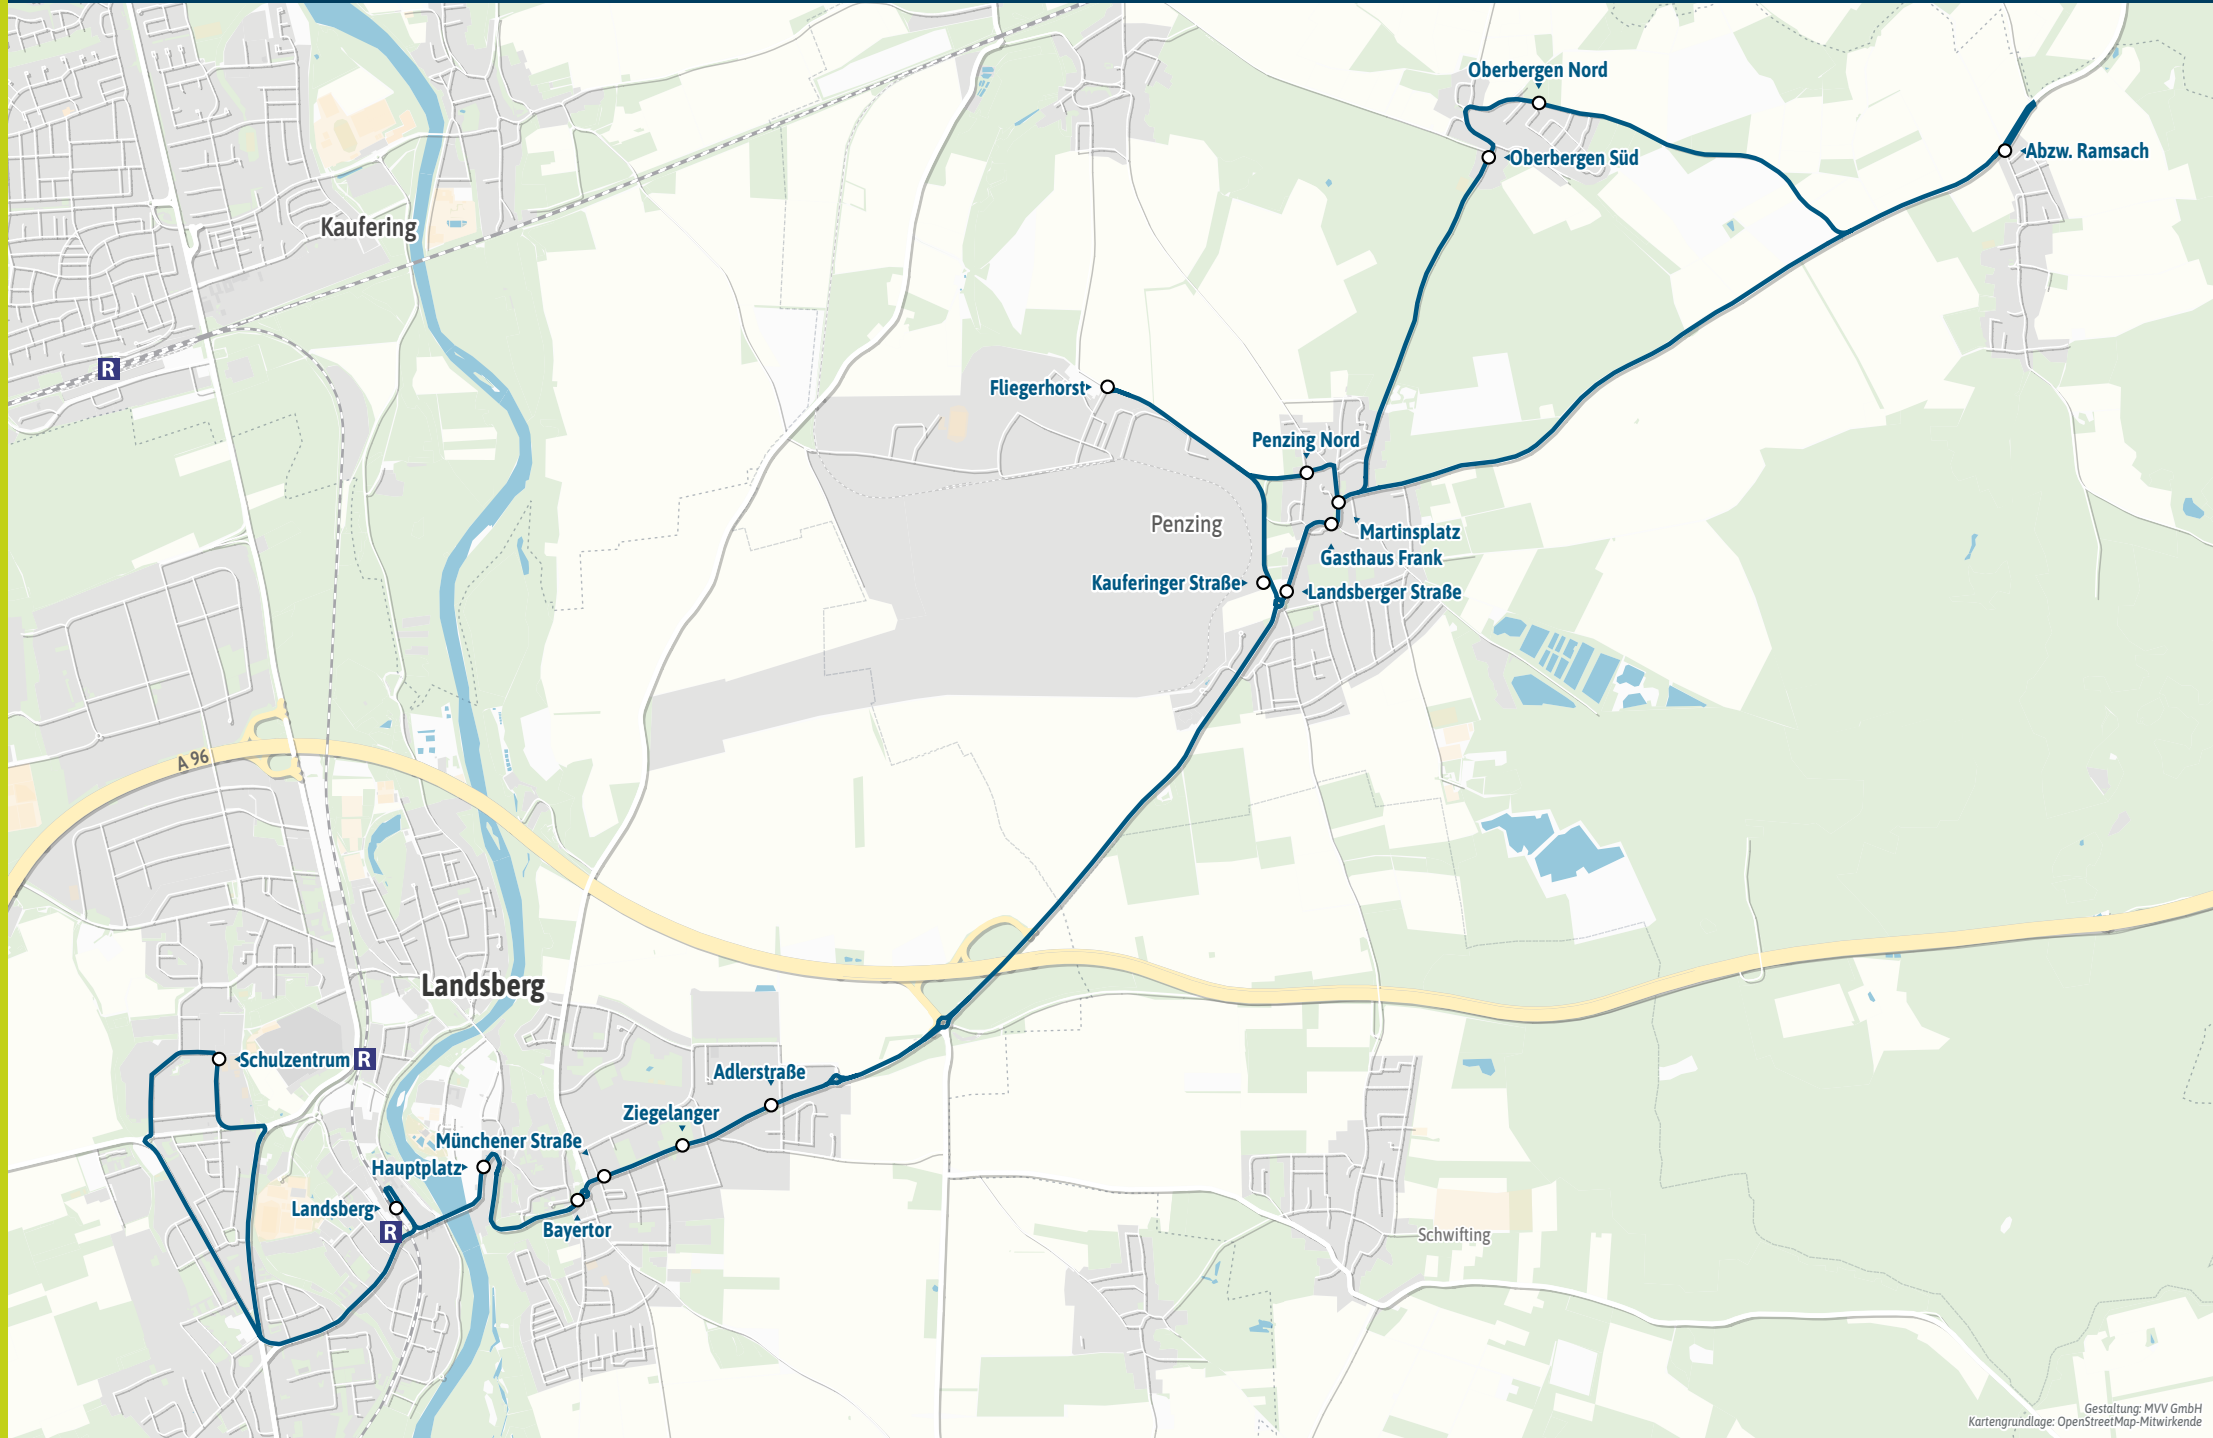 Oberbergen Nord
Abzw. Ramsach
Oberbergen Süd
Kaufering
R
Fliegerhorst
Penzing Nord
Penzing
Martinsplatz
Gasthaus Frank
Kauferinger Straße
Landsberger Straße
A 96
Landsberg
Schulzentrum R
Adlerstraße
Ziegelanger
Münchener Straße
Hauptplatz
Landsberg
R
Bayertor
Schwifting
Gestaltung: MVV GmbH
Kartengrundlage: OpenStreetMap-Mitwirkende